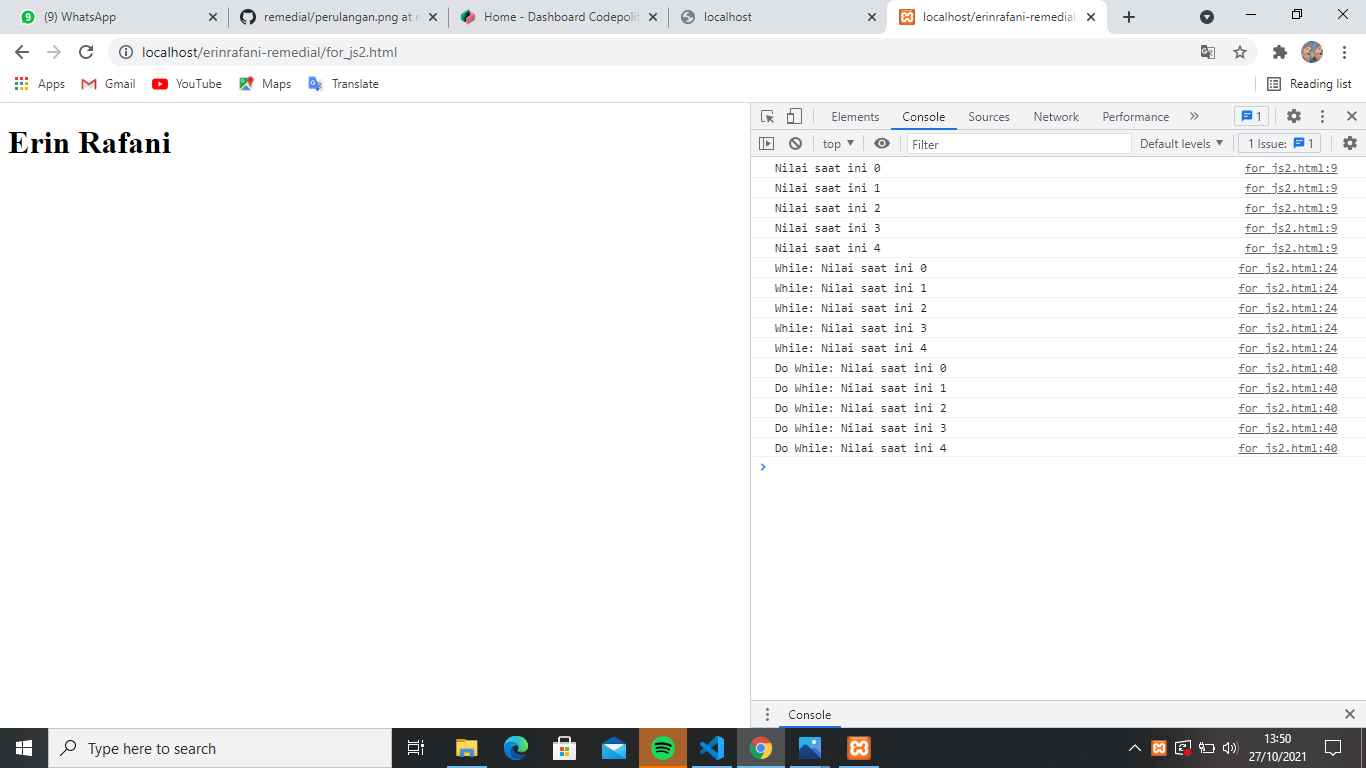 (9) WhatsApp
remedial/perulangan.png at m
Home - Dashboard Codepolit
localhost
localhost/erinrafani-remedial
localhost/erinrafani-remedial/for_js2.html
Apps Gmail YouTube Maps Translate Reading list
Elements Console Sources Network Performance 1
top Filter Default levels 1 Issue: 1
Erin Rafani
Nilai saat ini 0 for_js2.html:9
Nilai saat ini 1 for_js2.html:9
Nilai saat ini 2 for_js2.html:9
Nilai saat ini 3 for_js2.html:9
Nilai saat ini 4 for_js2.html:9
While: Nilai saat ini 0 for_js2.html:24
While: Nilai saat ini 1 for_js2.html:24
While: Nilai saat ini 2 for_js2.html:24
While: Nilai saat ini 3 for_js2.html:24
While: Nilai saat ini 4 for_js2.html:24
Do While: Nilai saat ini 0 for_js2.html:40
Do While: Nilai saat ini 1 for_js2.html:40
Do While: Nilai saat ini 2 for_js2.html:40
Do While: Nilai saat ini 3 for_js2.html:40
Do While: Nilai saat ini 4 for_js2.html:40
Console
Type here to search
13:50
27/10/2021